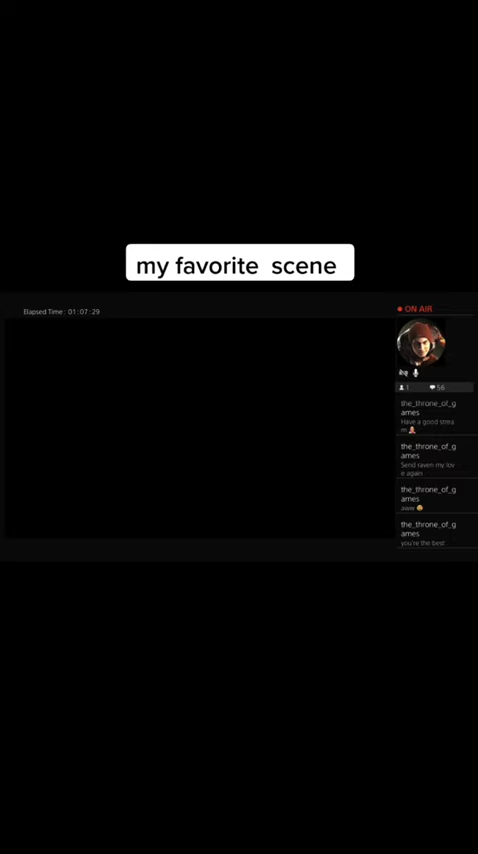 my favorite scene
Elapsed Time : 01:07:29
ON AIR
1
56
the_throne_of_g
ames
Have a good strea
m
the_throne_of_g
ames
Send raven my lov
e again
the_throne_of_g
ames
aww
the_throne_of_g
ames
you're the best